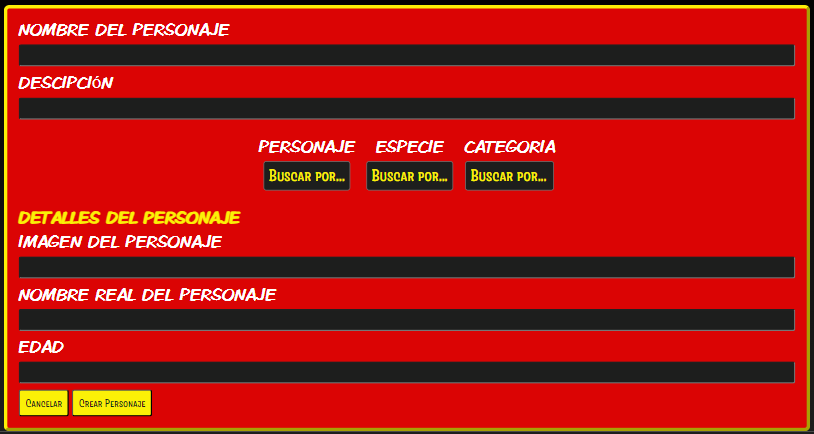 NOMBRE DEL PERSONAJE
DESCIPCIÓN
PERSONAJE ESPECIE CATEGORIA
Buscar por... Buscar por... Buscar por...
DETALLES DEL PERSONAJE
IMAGEN DEL PERSONAJE
NOMBRE REAL DEL PERSONAJE
EDAD
Cancelar Crear Personaje